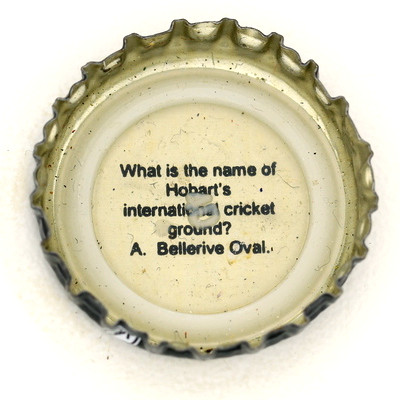 What is the name of
Hobart's
international cricket
ground?
A. Bellerive Oval.